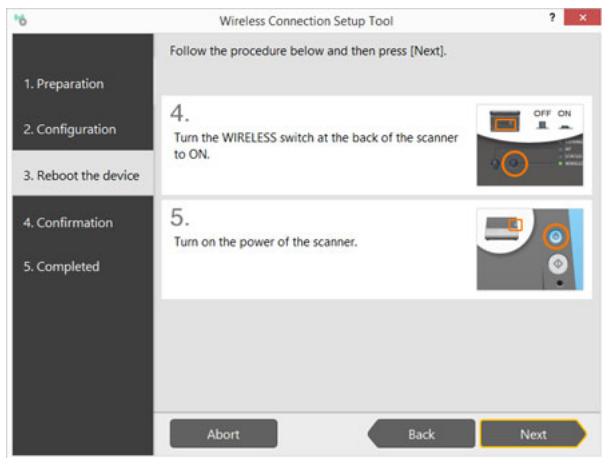 Wireless Connection Setup Tool
?
×
1. Preparation
2. Configuration
3. Reboot the device
4. Confirmation
5. Completed
Follow the procedure below and then press [Next].
4.
Turn the WIRELESS switch at the back of the scanner
to ON.
OFF ON
5.
Turn on the power of the scanner.
Abort
Back
Next